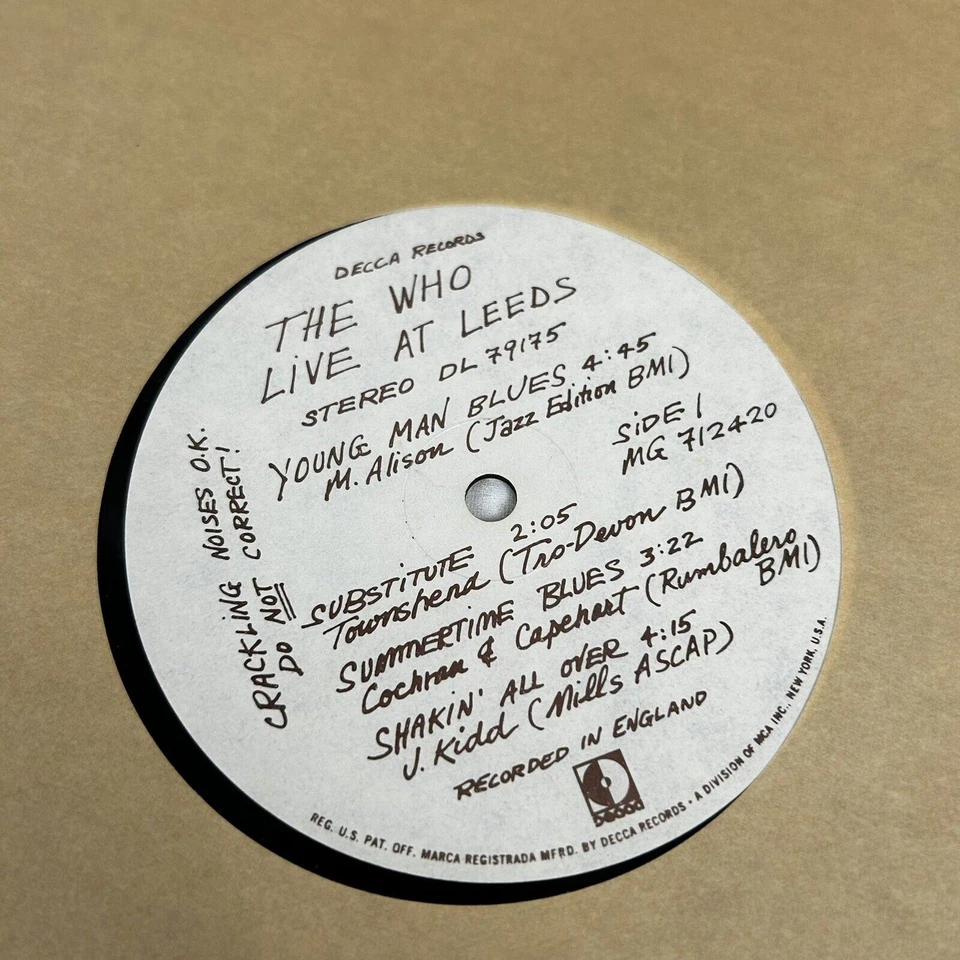 DECCA RECORDS
THE WHO
LiVE AT LEEDS
STEREO DL 79175
YOUNG MAN BLUES 4:45
M. Alison (Jazz Edition BMI)
SiDE 1
MG 712420
CRACKLING NOISES O.K.
DO NOT CORRECT!
SUBSTITUTE 2:05
Townshend (Tro-Devon BMI)
SUMMERTIME BLUES 3:22
Cochran & Capehart (Rumbalero
BMI)
SHAKIN' ALL OVER 4:15
J. Kidd (Mills ASCAP)
RECORDED IN ENGLAND
DECCA
REG. U.S. PAT. OFF. MARCA REGISTRADA MFRD. BY DECCA RECORDS • A DIVISION OF MCA INC., NEW YORK, U.S.A.